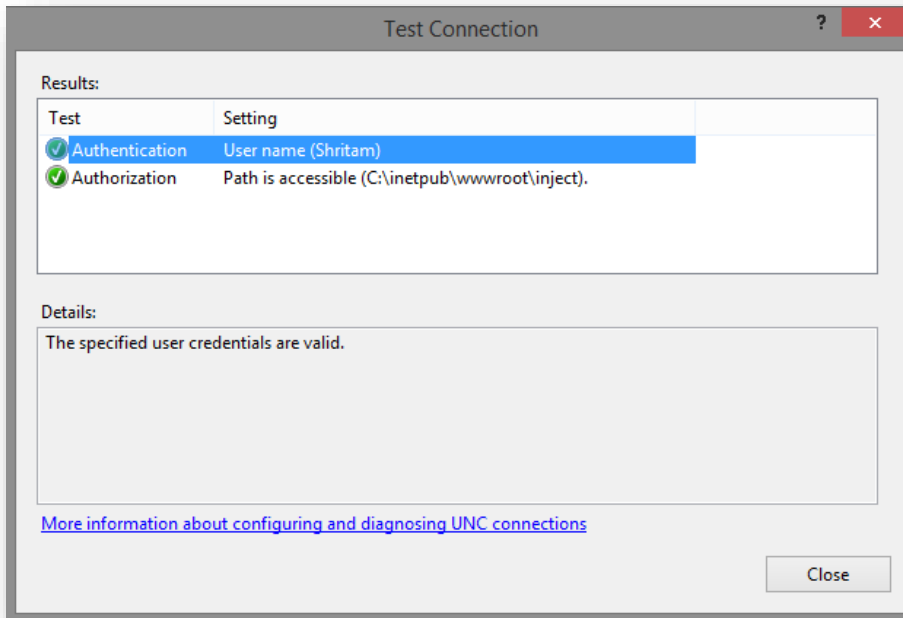 Test Connection
?
Results:
Test Setting
Authentication User name (Shritam)
Authorization Path is accessible (C:\inetpub\wwwroot\inject).
Details:
The specified user credentials are valid.
More information about configuring and diagnosing UNC connections
Close